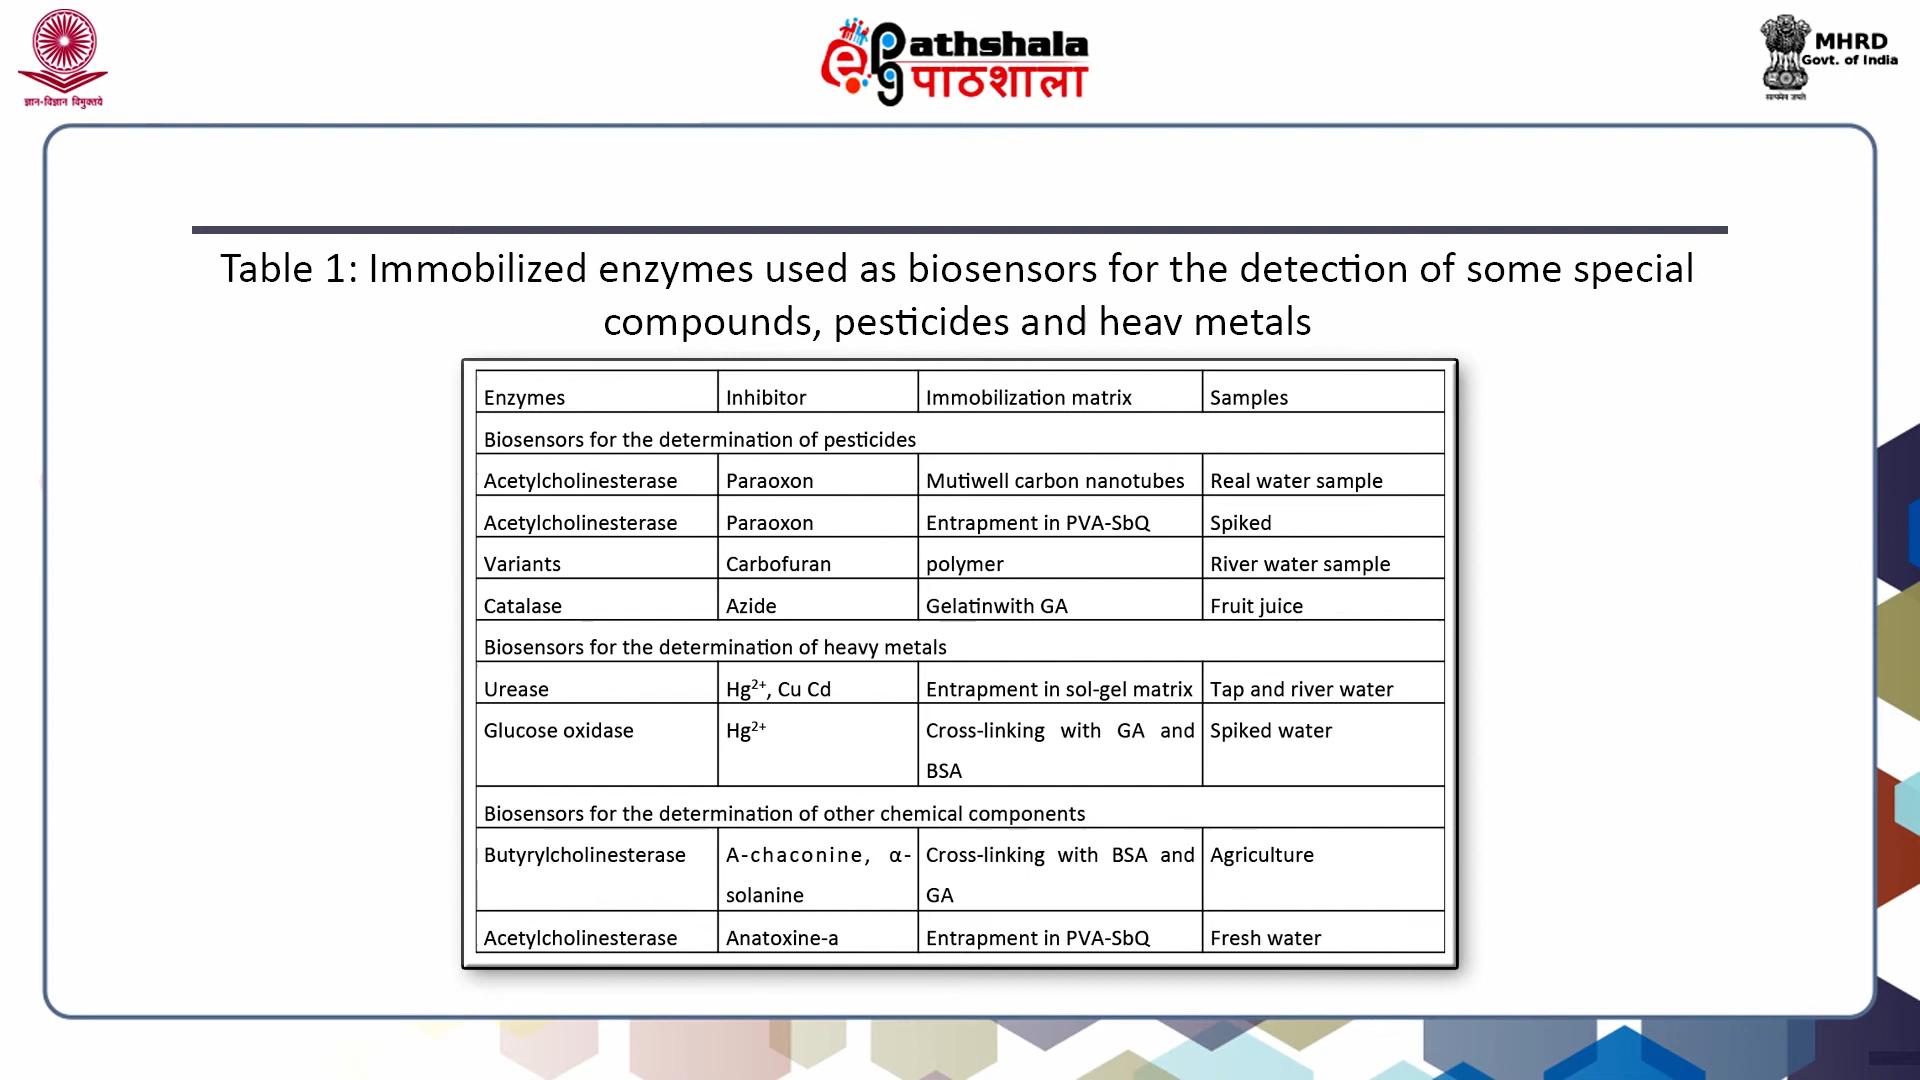 ज्ञान-विज्ञान विमुक्तये
e
pg
athshala
पाठशाला
MHRD
Govt. of India
सत्यमेव जयते
Table 1: Immobilized enzymes used as biosensors for the detection of some special
compounds, pesticides and heav metals
Enzymes Inhibitor Immobilization matrix Samples
Biosensors for the determination of pesticides
Acetylcholinesterase Paraoxon Mutiwell carbon nanotubes Real water sample
Acetylcholinesterase Paraoxon Entrapment in PVA-SbQ Spiked
Variants Carbofuran polymer River water sample
Catalase Azide Gelatinwith GA Fruit juice
Biosensors for the determination of heavy metals
Urease Hg²⁺, Cu Cd Entrapment in sol-gel matrix Tap and river water
Glucose oxidase Hg²⁺ Cross-linking with GA and Spiked water
BSA
Biosensors for the determination of other chemical components
Butyrylcholinesterase A-chaconine, α- Cross-linking with BSA and Agriculture
solanine GA
Acetylcholinesterase Anatoxine-a Entrapment in PVA-SbQ Fresh water